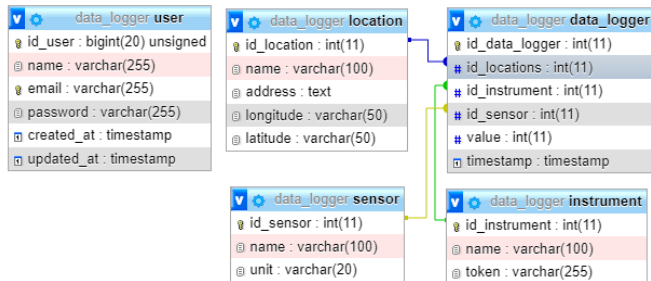 data_logger user
id_user : bigint(20) unsigned
name : varchar(255)
email : varchar(255)
password : varchar(255)
created_at : timestamp
updated_at : timestamp
data_logger location
id_location : int(11)
name : varchar(100)
address : text
longitude : varchar(50)
latitude : varchar(50)
data_logger data_logger
id_data_logger : int(11)
id_locations : int(11)
id_instrument : int(11)
id_sensor : int(11)
value : int(11)
timestamp : timestamp
data_logger sensor
id_sensor : int(11)
name : varchar(100)
unit : varchar(20)
data_logger instrument
id_instrument : int(11)
name : varchar(100)
token : varchar(255)